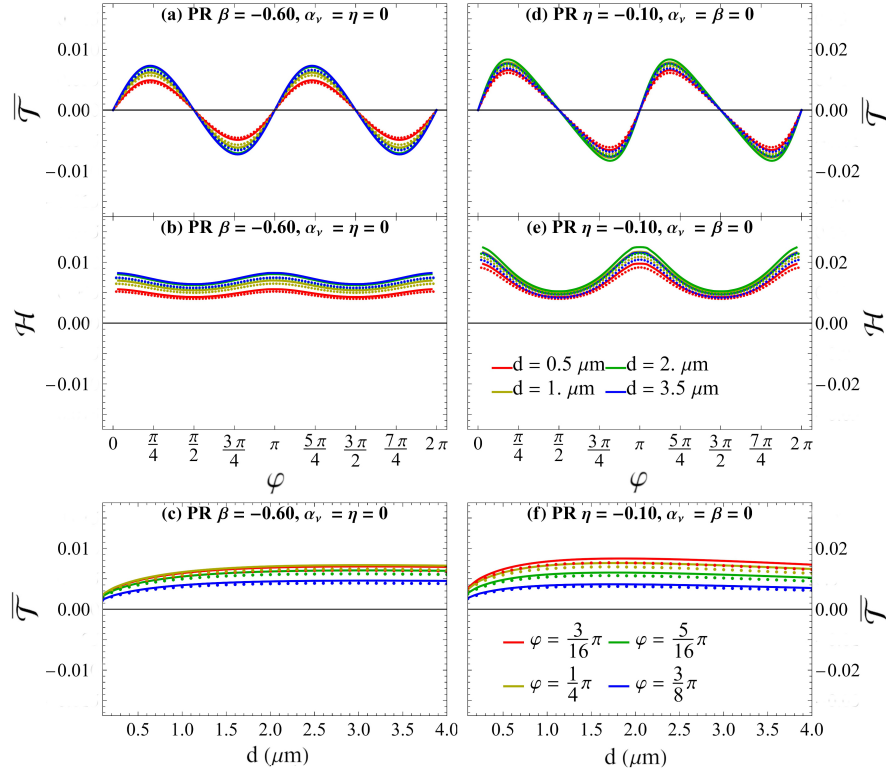 (a) PR β = −0.60, αᵥ = η = 0
0.01
0.00
−0.01
𝒯̅
(d) PR η = −0.10, αᵥ = β = 0
0.02
0.00
−0.02
𝒯̅
(b) PR β = −0.60, αᵥ = η = 0
0.01
0.00
−0.01
ℋ
0 π/4 π/2 3π/4 π 5π/4 3π/2 7π/4 2π
φ
(e) PR η = −0.10, αᵥ = β = 0
0.02
0.00
−0.02
ℋ
d = 0.5 μm d = 2. μm
d = 1. μm d = 3.5 μm
0 π/4 π/2 3π/4 π 5π/4 3π/2 7π/4 2π
φ
(c) PR β = −0.60, αᵥ = η = 0
0.01
0.00
−0.01
𝒯̅
0.5 1.0 1.5 2.0 2.5 3.0 3.5 4.0
d (μm)
(f) PR η = −0.10, αᵥ = β = 0
0.02
0.00
−0.02
𝒯̅
φ = 3/16 π φ = 5/16 π
φ = 1/4 π φ = 3/8 π
0.5 1.0 1.5 2.0 2.5 3.0 3.5 4.0
d (μm)